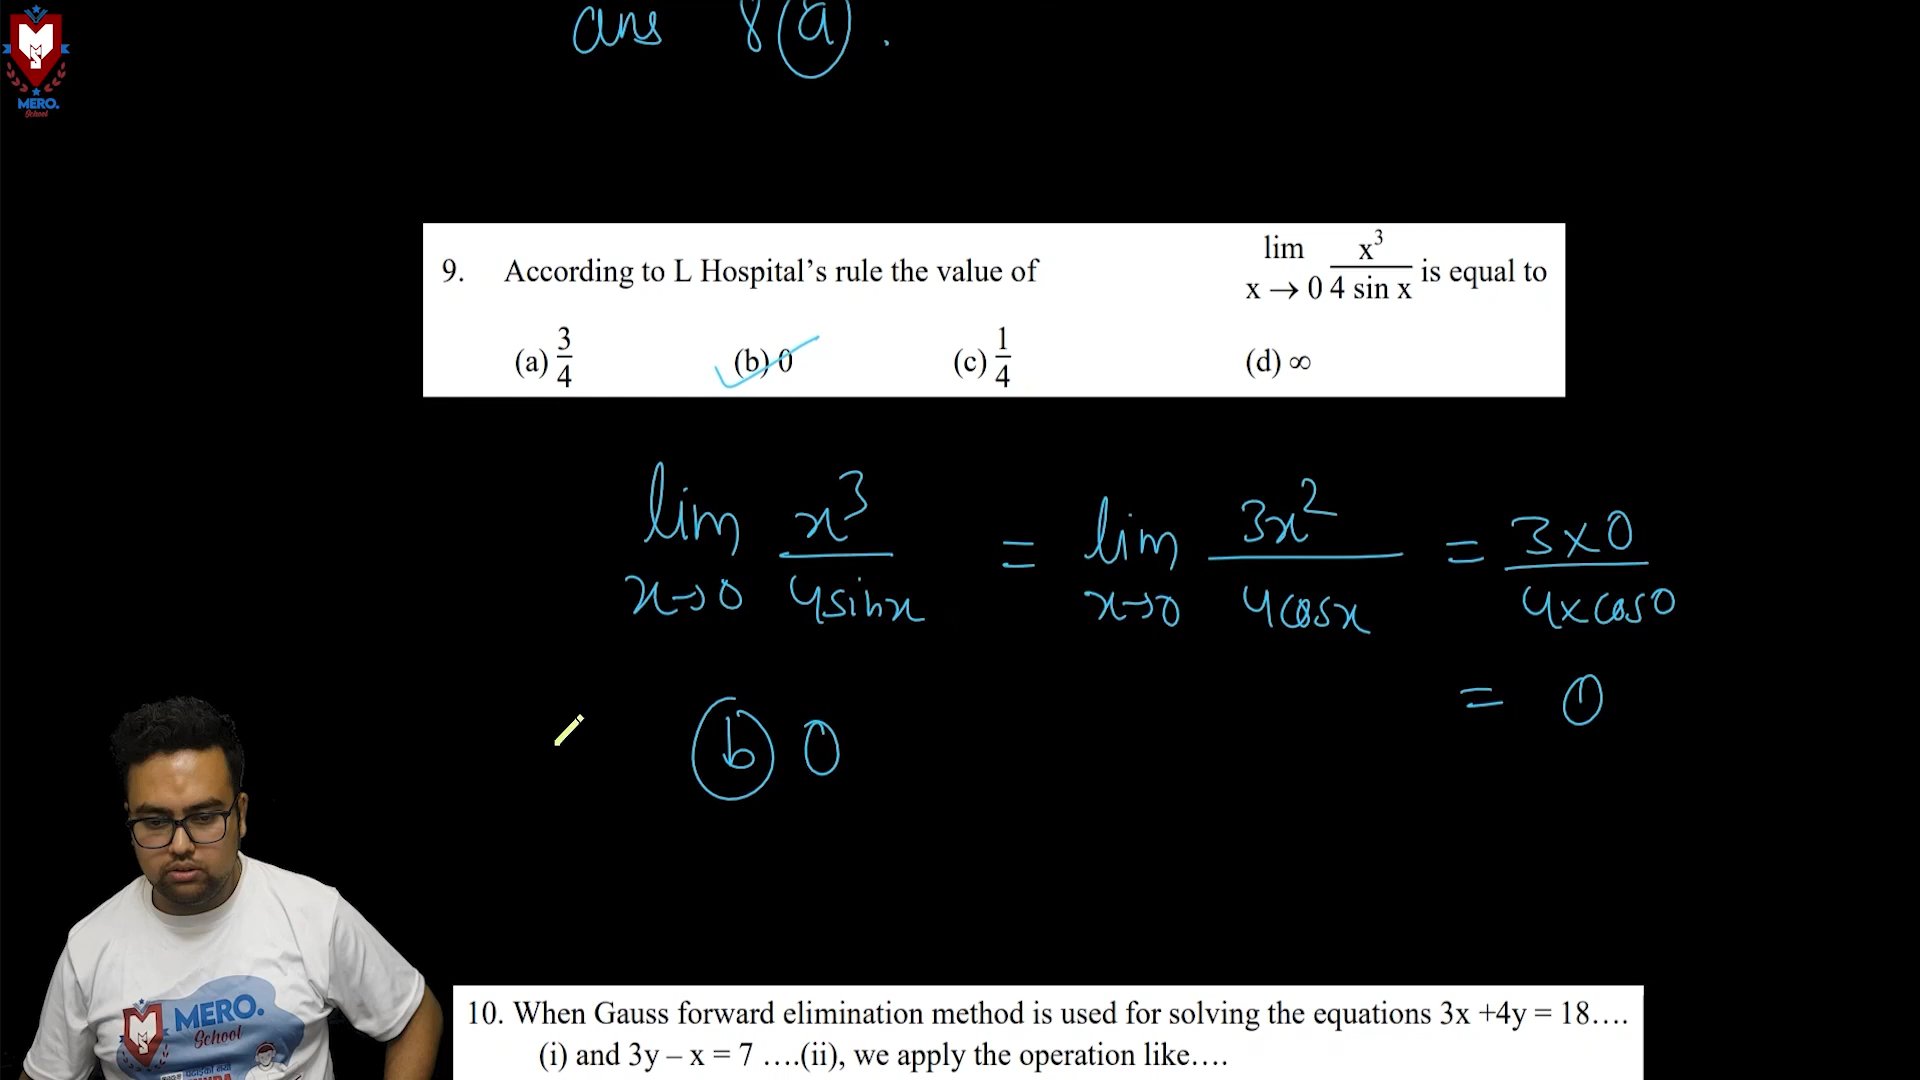 ans 8 (a) .
MERO.
School
9. According to L Hospital’s rule the value of lim x → 0 x³/4 sin x is equal to
(a) 3/4 (b) 0 (c) 1/4 (d) ∞
lim x→0 x³/4sinx = lim x→0 3x²/4cosx = 3×0/4×cos0
= 0
(b) 0
MERO.
School
10. When Gauss forward elimination method is used for solving the equations 3x +4y = 18….
(i) and 3y – x = 7 ….(ii), we apply the operation like….